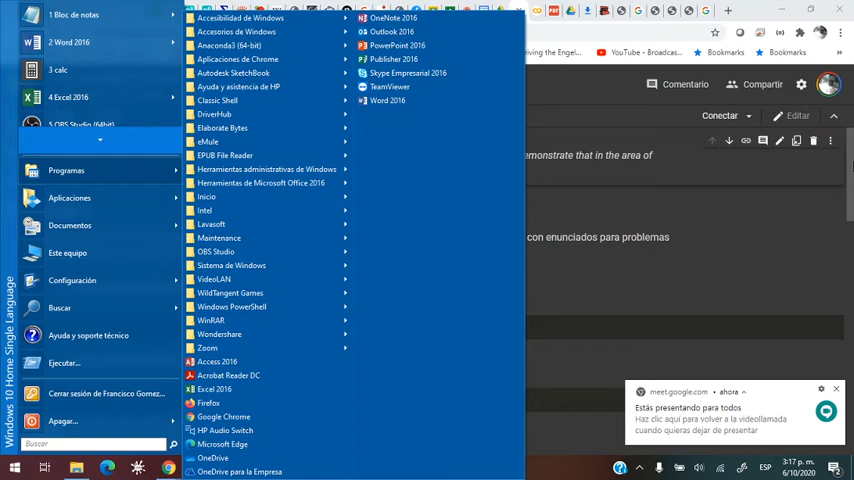 1 Bloc de notas
2 Word 2016
3 calc
4 Excel 2016
5 OBS Studio (64bit)
Programas
Aplicaciones
Documentos
Este equipo
Configuración
Buscar
Ayuda y soporte técnico
Ejecutar...
Cerrar sesión de Francisco Gomez...
Apagar...
Buscar
Windows 10 Home Single Language
Accesibilidad de Windows
Accesorios de Windows
Anaconda3 (64-bit)
Aplicaciones de Chrome
Autodesk SketchBook
Ayuda y asistencia de HP
Classic Shell
DriverHub
Elaborate Bytes
eMule
EPUB File Reader
Herramientas administrativas de Windows
Herramientas de Microsoft Office 2016
Inicio
Intel
Lavasoft
Maintenance
OBS Studio
Sistema de Windows
VideoLAN
WildTangent Games
Windows PowerShell
WinRAR
Wondershare
Zoom
Access 2016
Acrobat Reader DC
Excel 2016
Firefox
Google Chrome
HP Audio Switch
Microsoft Edge
OneDrive
OneDrive para la Empresa
OneNote 2016
Outlook 2016
PowerPoint 2016
Publisher 2016
Skype Empresarial 2016
TeamViewer
Word 2016
iving the Engel
YouTube - Broadcas...
Bookmarks
Bookmarks
Comentario
Compartir
Conectar
Editar
emonstrate that in the area of
con enunciados para problemas
meet.google.com • ahora
Estás presentando para todos
Haz clic aquí para volver a la videollamada
cuando quieras dejar de presentar
ESP
3:17 p. m.
6/10/2020
2